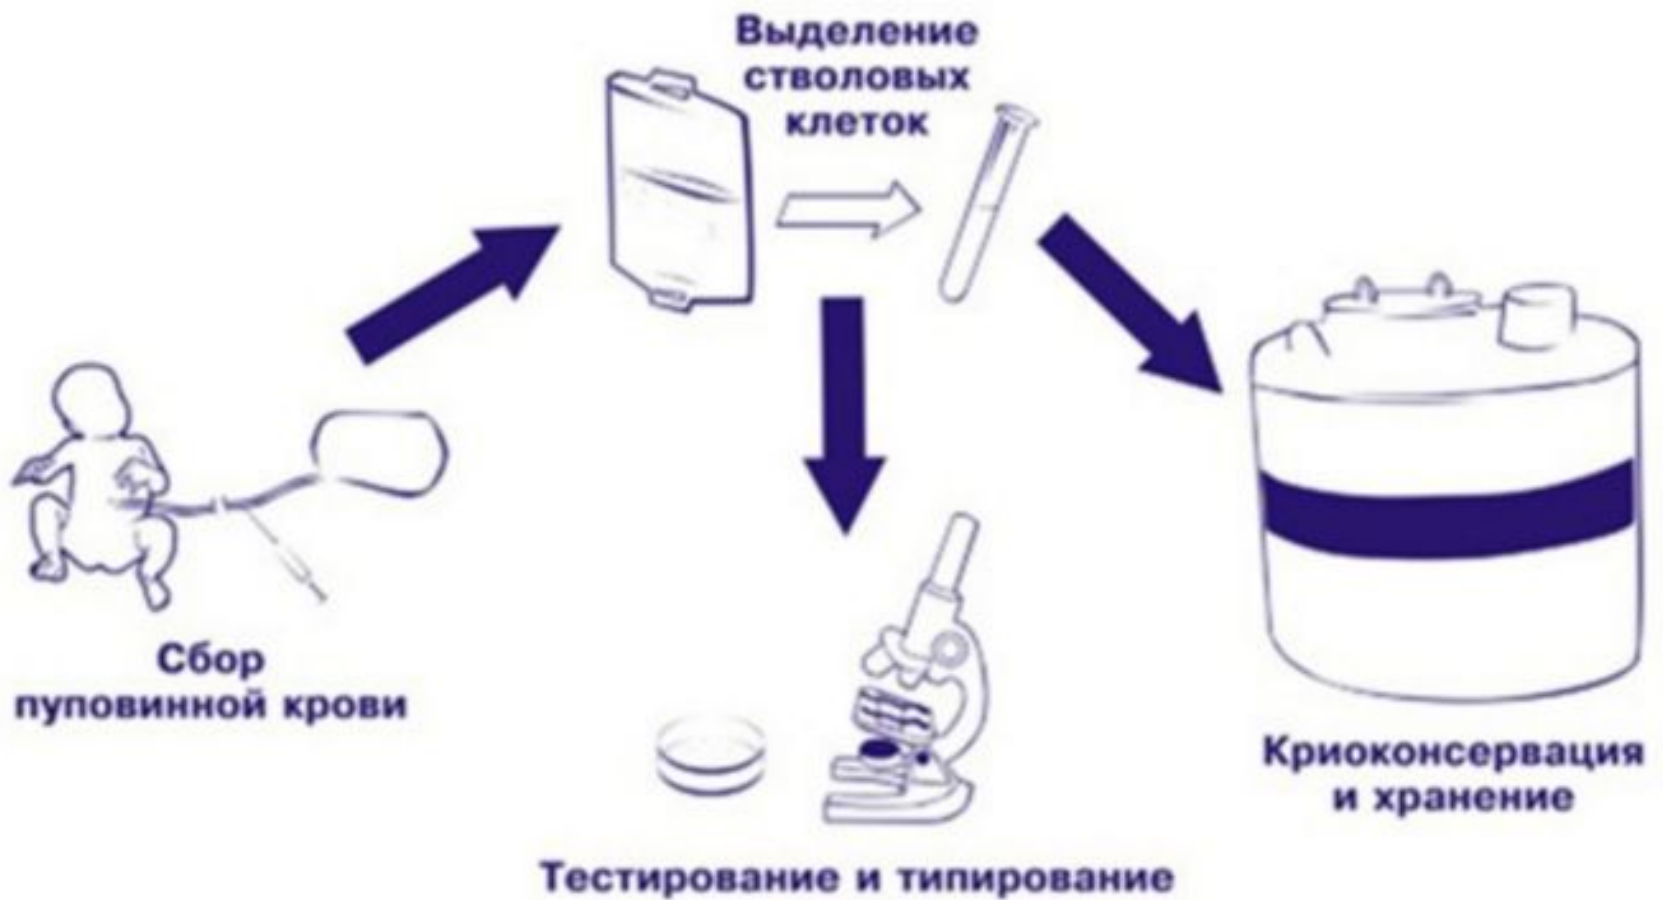 Выделение
стволовых
клеток
Сбор
пуповинной крови
Криоконсервация
и хранение
Тестирование и типирование